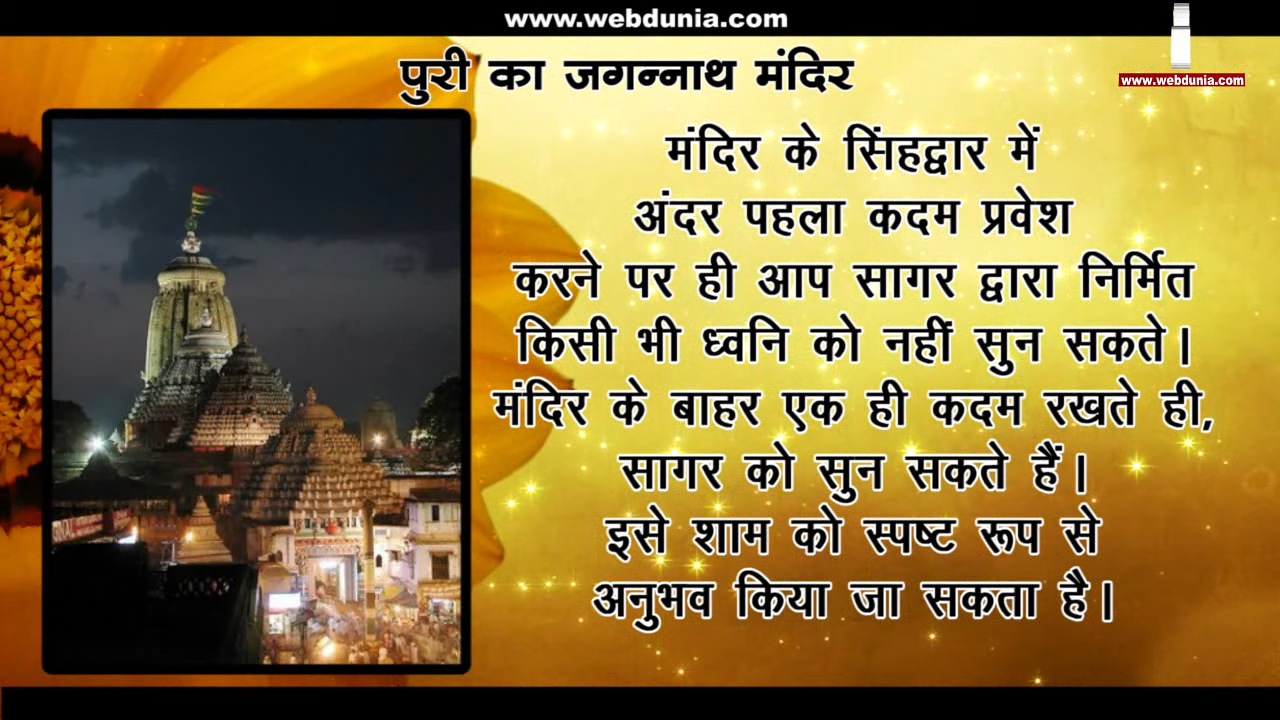 www.webdunia.com
www.webdunia.com
पुरी का जगन्नाथ मंदिर
मंदिर के सिंहद्वार में
अंदर पहला कदम प्रवेश
करने पर ही आप सागर द्वारा निर्मित
किसी भी ध्वनि को नहीं सुन सकते।
मंदिर के बाहर एक ही कदम रखते ही,
सागर को सुन सकते हैं।
इसे शाम को स्पष्ट रूप से
अनुभव किया जा सकता है।